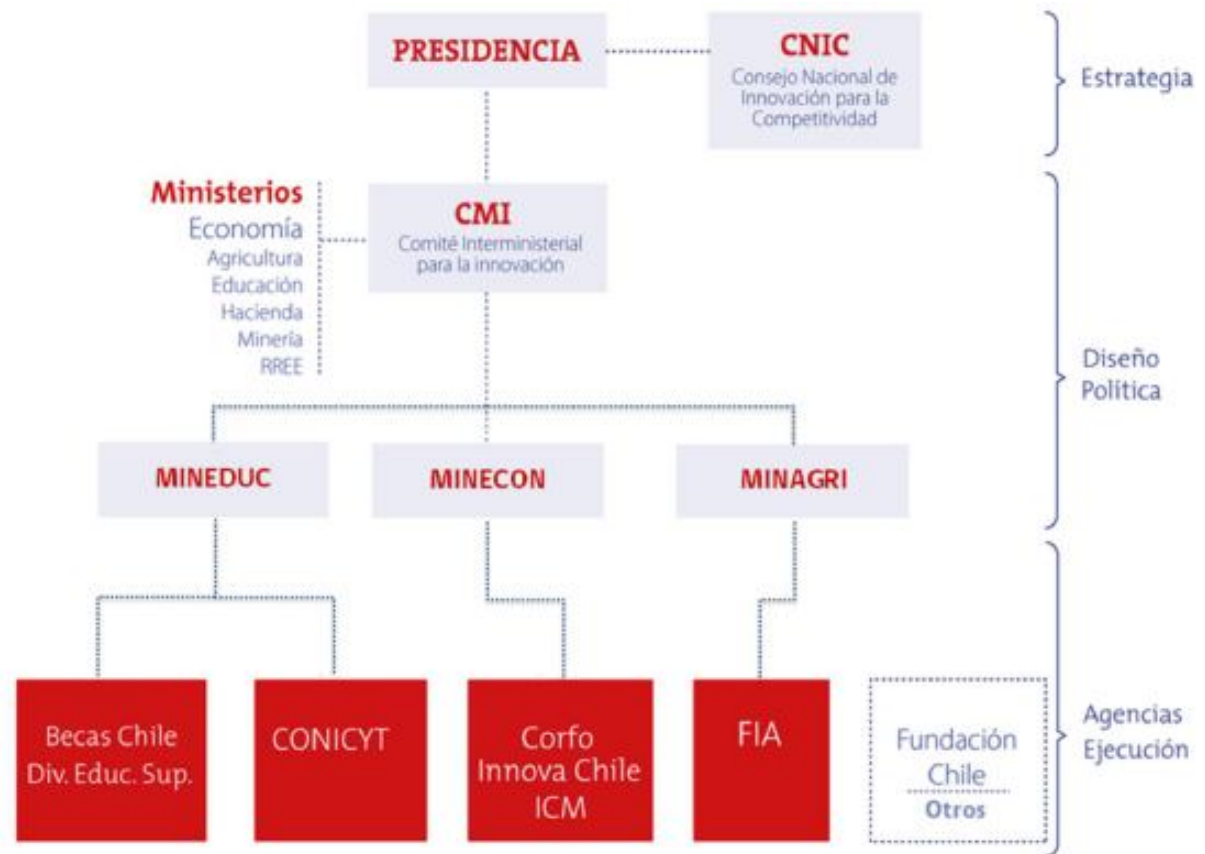 PRESIDENCIA
CNIC
Consejo Nacional de
Innovación para la
Competitividad
Estrategia
Ministerios
Economía
Agricultura
Educación
Hacienda
Minería
RREE
CMI
Comité Interministerial
para la innovación
Diseño
Política
MINEDUC
MINECON
MINAGRI
Becas Chile
Div. Educ. Sup.
CONICYT
Corfo
Innova Chile
ICM
FIA
Fundación
Chile
Otros
Agencias
Ejecución